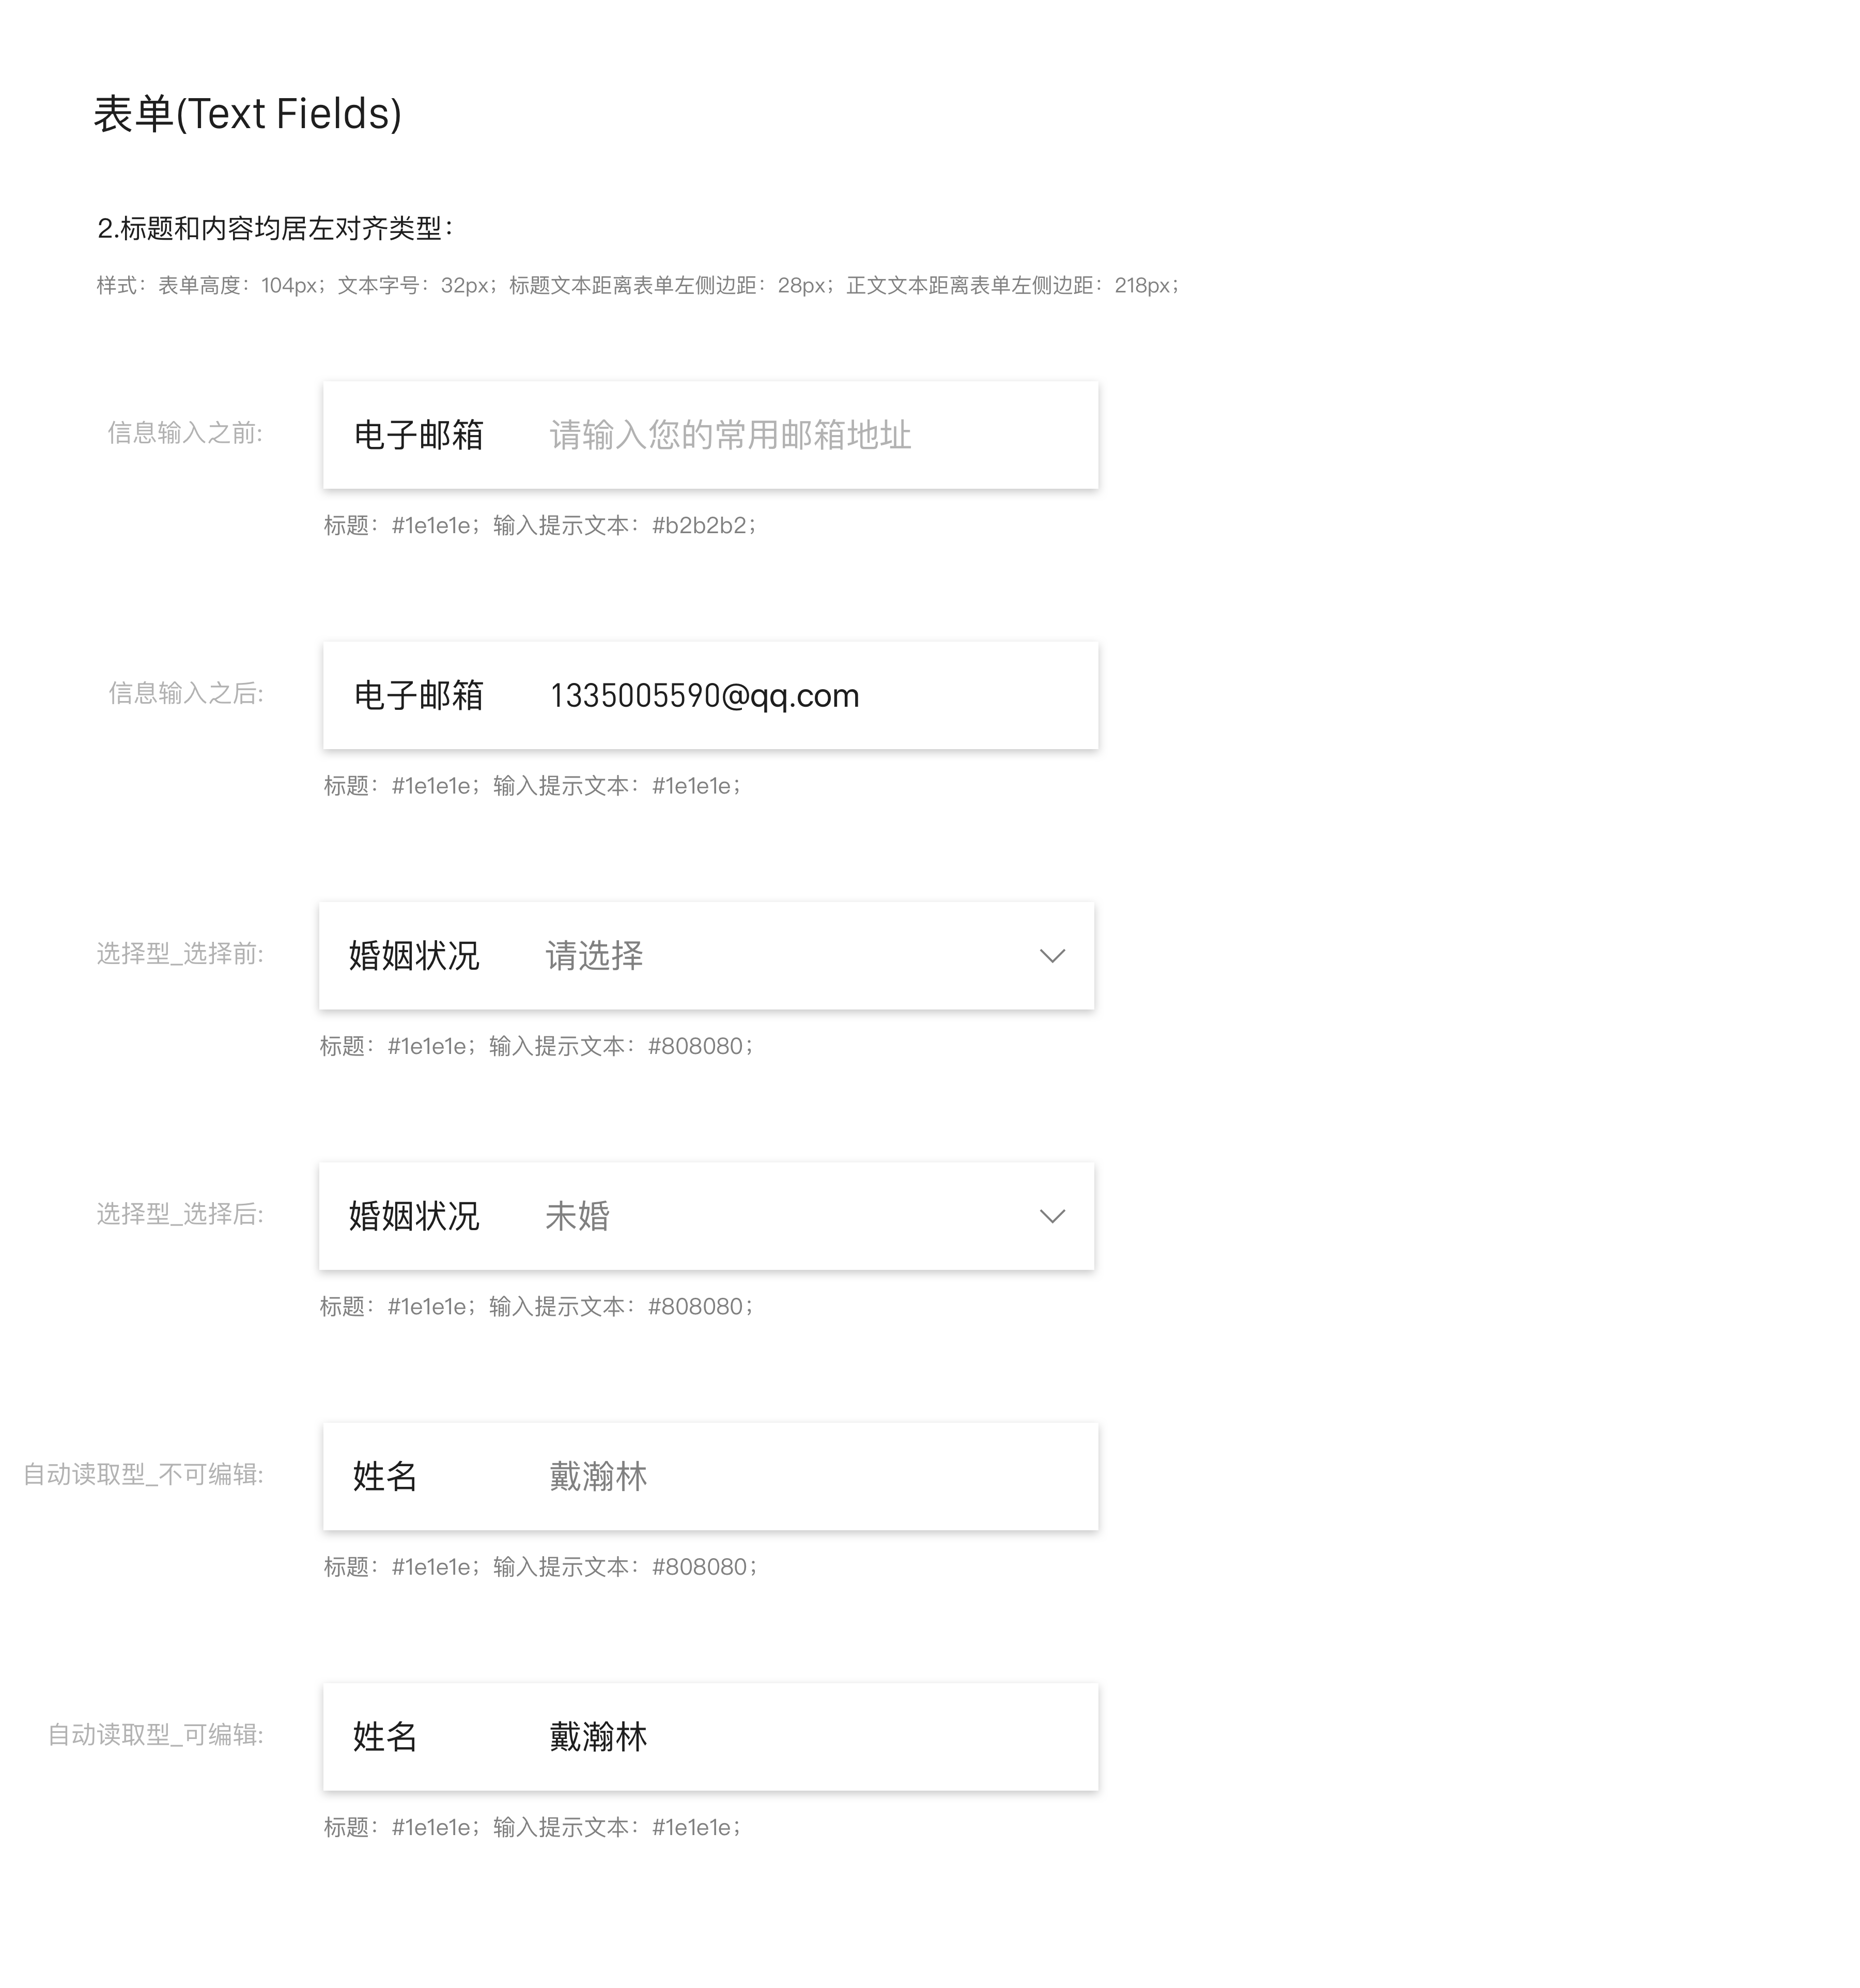 表单(Text Fields)
2.标题和内容均居左对齐类型：
样式：表单高度：104px；文本字号：32px；标题文本距离表单左侧边距：28px；正文文本距离表单左侧边距：218px；
信息输入之前:
电子邮箱 请输入您的常用邮箱地址
标题：#1e1e1e；输入提示文本：#b2b2b2；
信息输入之后:
电子邮箱 1335005590@qq.com
标题：#1e1e1e；输入提示文本：#1e1e1e；
选择型_选择前:
婚姻状况 请选择
标题：#1e1e1e；输入提示文本：#808080；
选择型_选择后:
婚姻状况 未婚
标题：#1e1e1e；输入提示文本：#808080；
自动读取型_不可编辑:
姓名 戴瀚林
标题：#1e1e1e；输入提示文本：#808080；
自动读取型_可编辑:
姓名 戴瀚林
标题：#1e1e1e；输入提示文本：#1e1e1e；